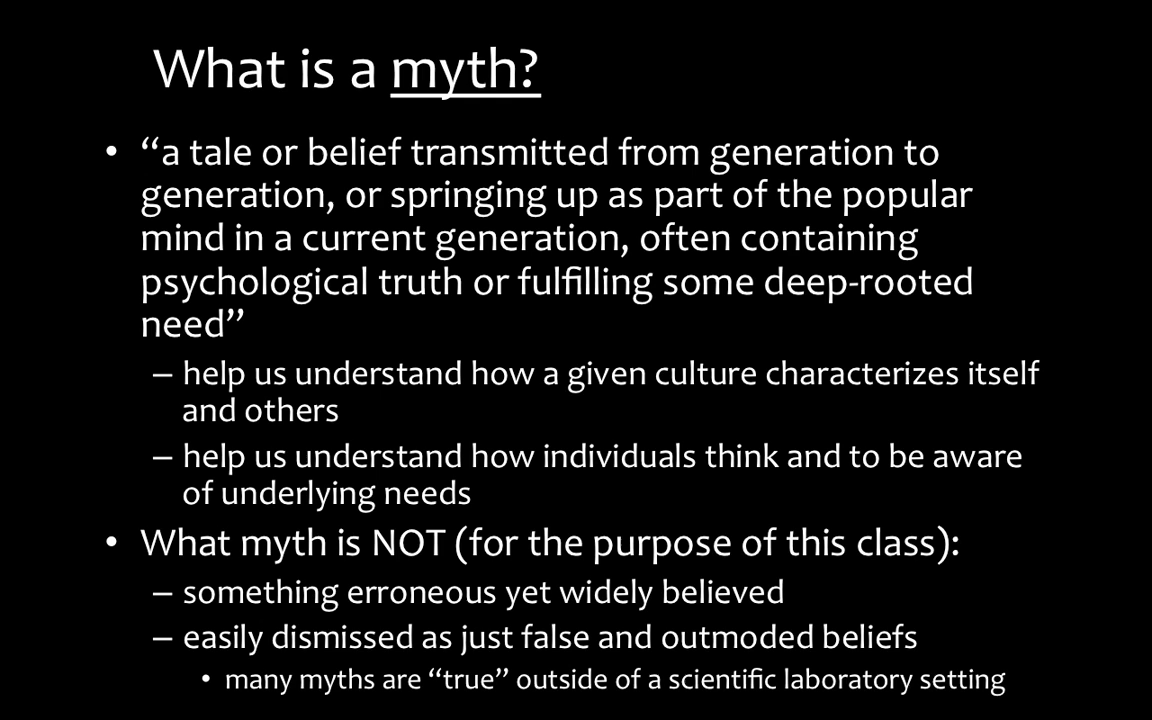 What is a myth?
• “a tale or belief transmitted from generation to
generation, or springing up as part of the popular
mind in a current generation, often containing
psychological truth or fulfilling some deep-rooted
need”
– help us understand how a given culture characterizes itself
and others
– help us understand how individuals think and to be aware
of underlying needs
• What myth is NOT (for the purpose of this class):
– something erroneous yet widely believed
– easily dismissed as just false and outmoded beliefs
• many myths are “true” outside of a scientific laboratory setting